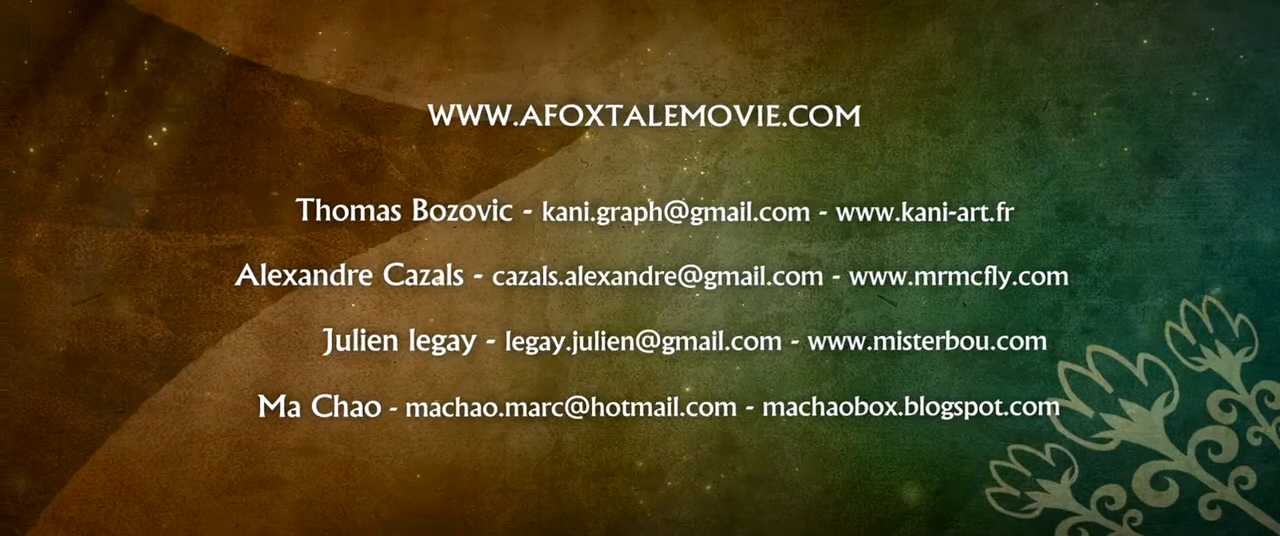 WWW.AFOXTALEMOVIE.COM
Thomas Bozovic - kani.graph@gmail.com - www.kani-art.fr
Alexandre Cazals - cazals.alexandre@gmail.com - www.mrmcfly.com
Julien legay - legay.julien@gmail.com - www.misterbou.com
Ma Chao - machao.marc@hotmail.com - machaobox.blogspot.com